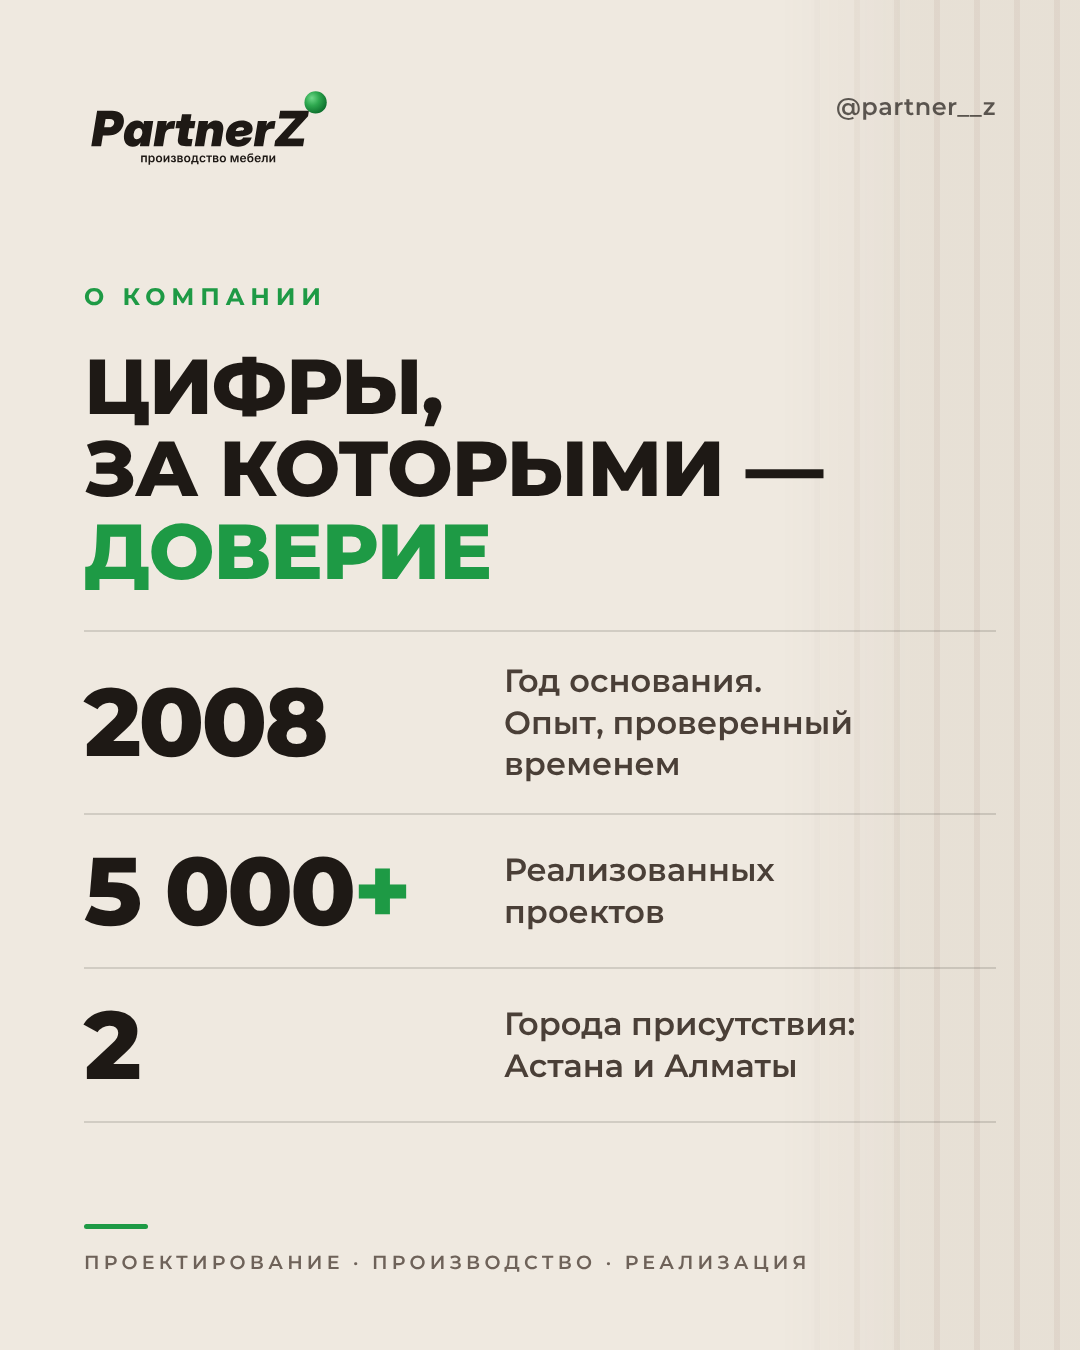 PartnerZ
производство мебели
@partner__z
О КОМПАНИИ
ЦИФРЫ,
ЗА КОТОРЫМИ —
ДОВЕРИЕ
2008
Год основания.
Опыт, проверенный
временем
5 000+
Реализованных
проектов
2
Города присутствия:
Астана и Алматы
ПРОЕКТИРОВАНИЕ · ПРОИЗВОДСТВО · РЕАЛИЗАЦИЯ